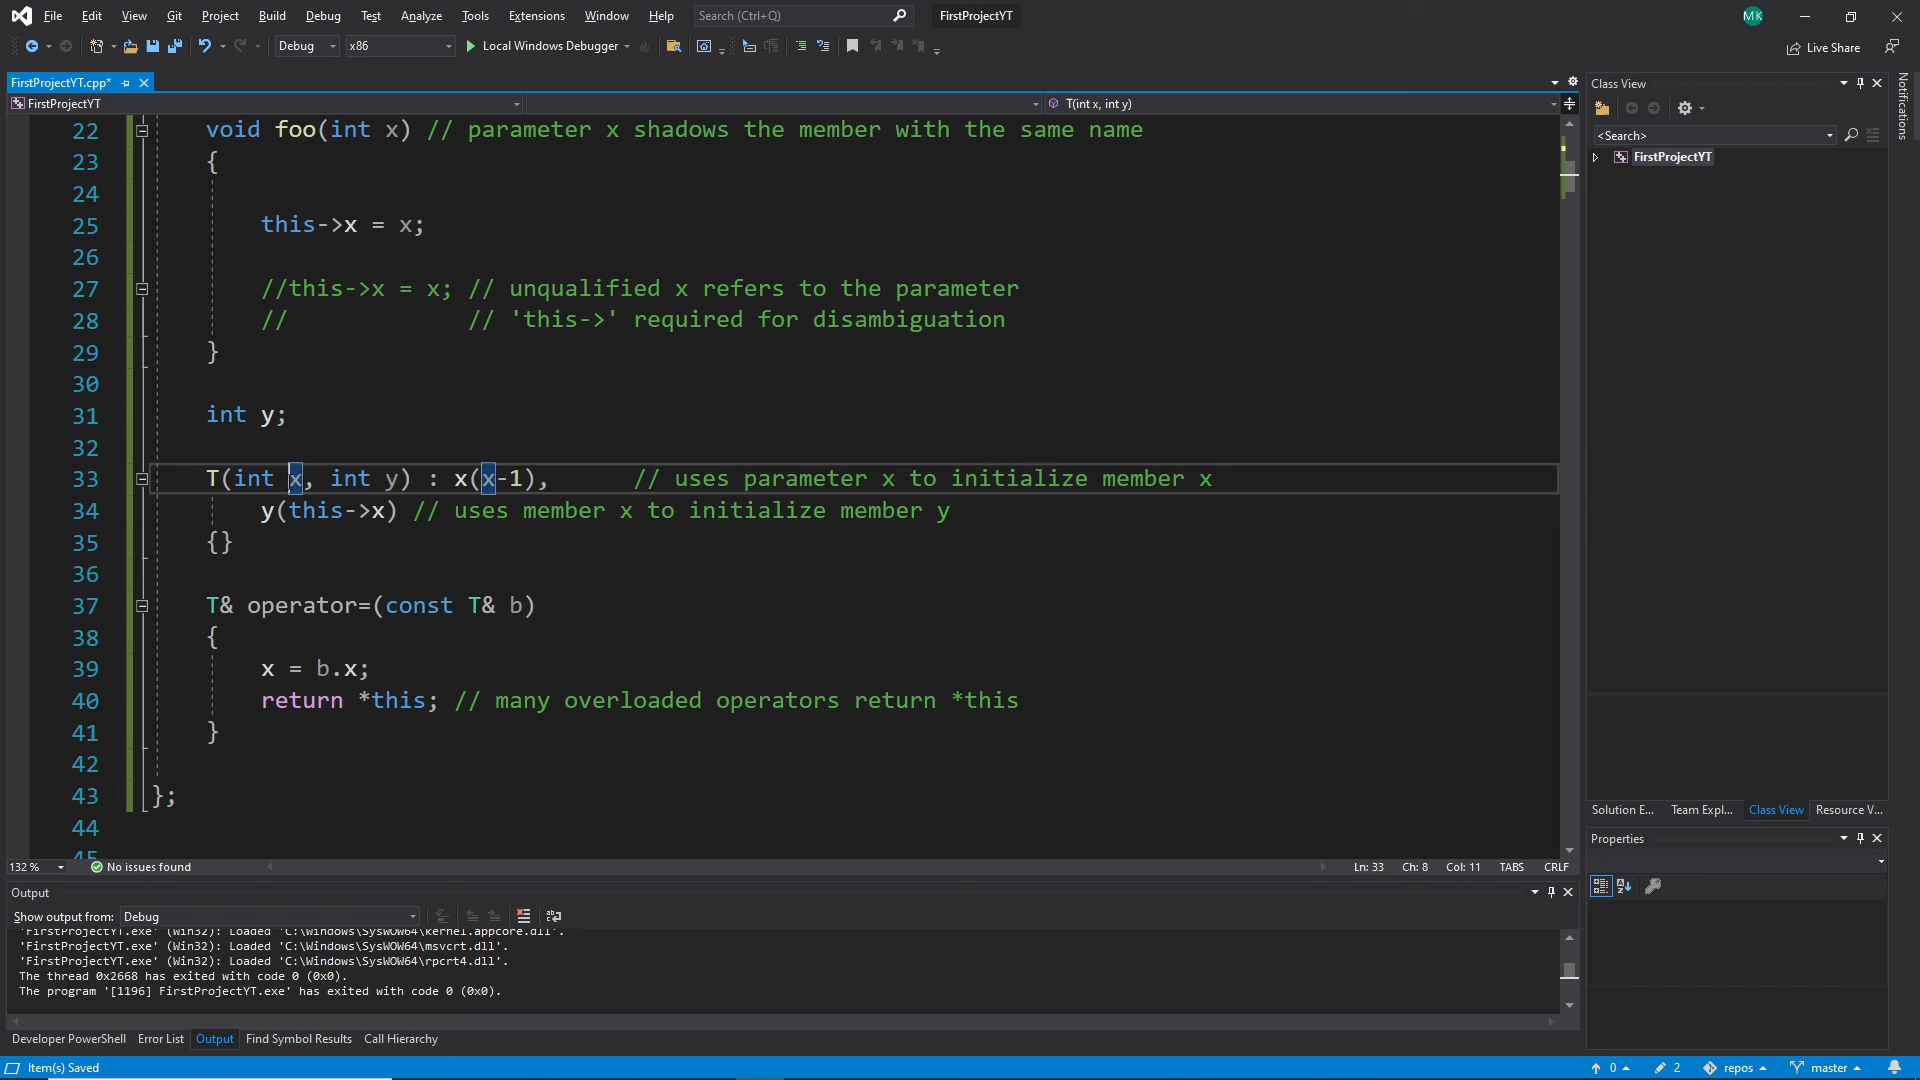 File Edit View Git Project Build Debug Test Analyze Tools Extensions Window Help Search (Ctrl+Q) FirstProjectYT MK
Debug x86 Local Windows Debugger Live Share
FirstProjectYT.cpp*
FirstProjectYT T(int x, int y)
22 void foo(int x) // parameter x shadows the member with the same name
23 {
24
25 this->x = x;
26
27 //this->x = x; // unqualified x refers to the parameter
28 // // 'this->' required for disambiguation
29 }
30
31 int y;
32
33 T(int x, int y) : x(x-1), // uses parameter x to initialize member x
34 y(this->x) // uses member x to initialize member y
35 {}
36
37 T& operator=(const T& b)
38 {
39 x = b.x;
40 return *this; // many overloaded operators return *this
41 }
42
43 };
44
45
132 % No issues found Ln: 33 Ch: 8 Col: 11 TABS CRLF
Output
Show output from: Debug
'FirstProjectYT.exe' (Win32): Loaded 'C:\Windows\SysWOW64\kernel.appcore.dll'.
'FirstProjectYT.exe' (Win32): Loaded 'C:\Windows\SysWOW64\msvcrt.dll'.
'FirstProjectYT.exe' (Win32): Loaded 'C:\Windows\SysWOW64\rpcrt4.dll'.
The thread 0x2668 has exited with code 0 (0x0).
The program '[1196] FirstProjectYT.exe' has exited with code 0 (0x0).
Developer PowerShell Error List Output Find Symbol Results Call Hierarchy
Class View
<Search>
FirstProjectYT
Solution E... Team Expl... Class View Resource V...
Properties
Notifications
Item(s) Saved 0 2 repos master